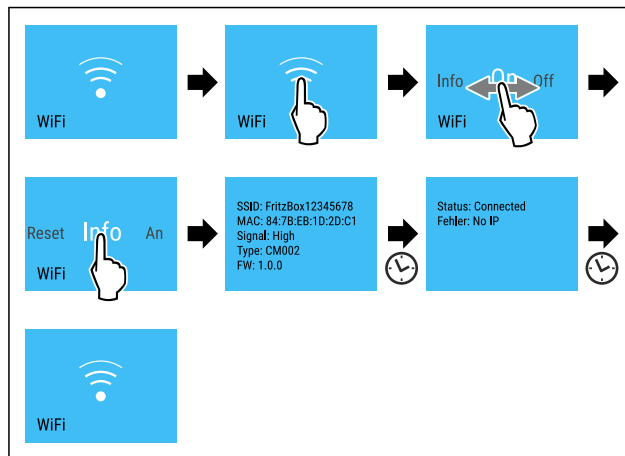 WiFi
WiFi
Info On Off
WiFi
Reset Info An
WiFi
SSID: FritzBox12345678
MAC: 84:7B:EB:1D:2D:C1
Signal: High
Type: CM002
FW: 1.0.0
Status: Connected
Fehler: No IP
WiFi